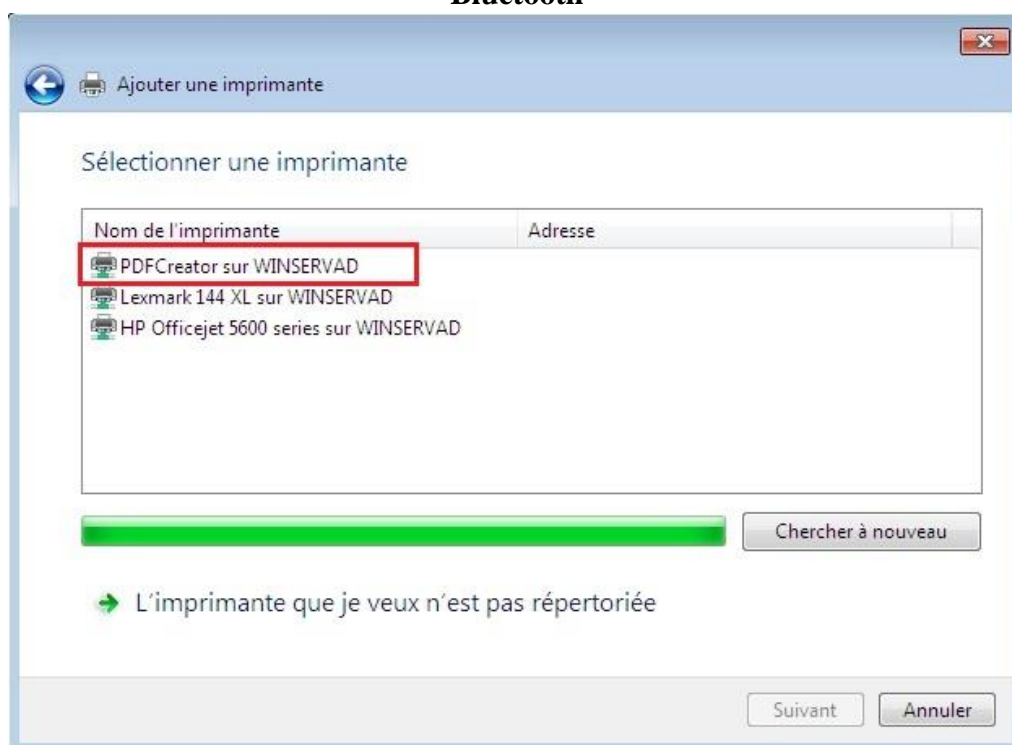 Bluetooth
Ajouter une imprimante
Sélectionner une imprimante
Nom de l'imprimante Adresse
PDFCreator sur WINSERVAD
Lexmark 144 XL sur WINSERVAD
HP Officejet 5600 series sur WINSERVAD
Chercher à nouveau
L'imprimante que je veux n'est pas répertoriée
Suivant Annuler